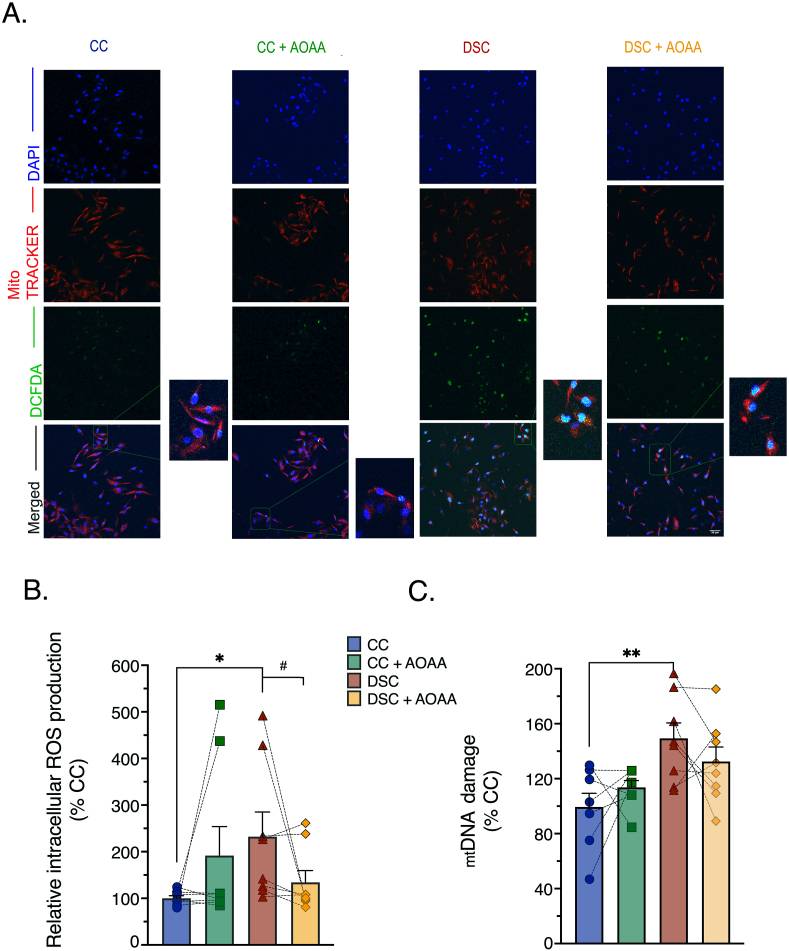 A.
CC
CC + AOAA
DSC
DSC + AOAA
DAPI
Mito
TRACKER
DCFDA
Merged
B.
Relative intracellular ROS production
(% CC)
600
500
400
300
200
100
0
*
#
CC
CC + AOAA
DSC
DSC + AOAA
C.
mtDNA damage
(% CC)
200
160
120
80
40
0
**